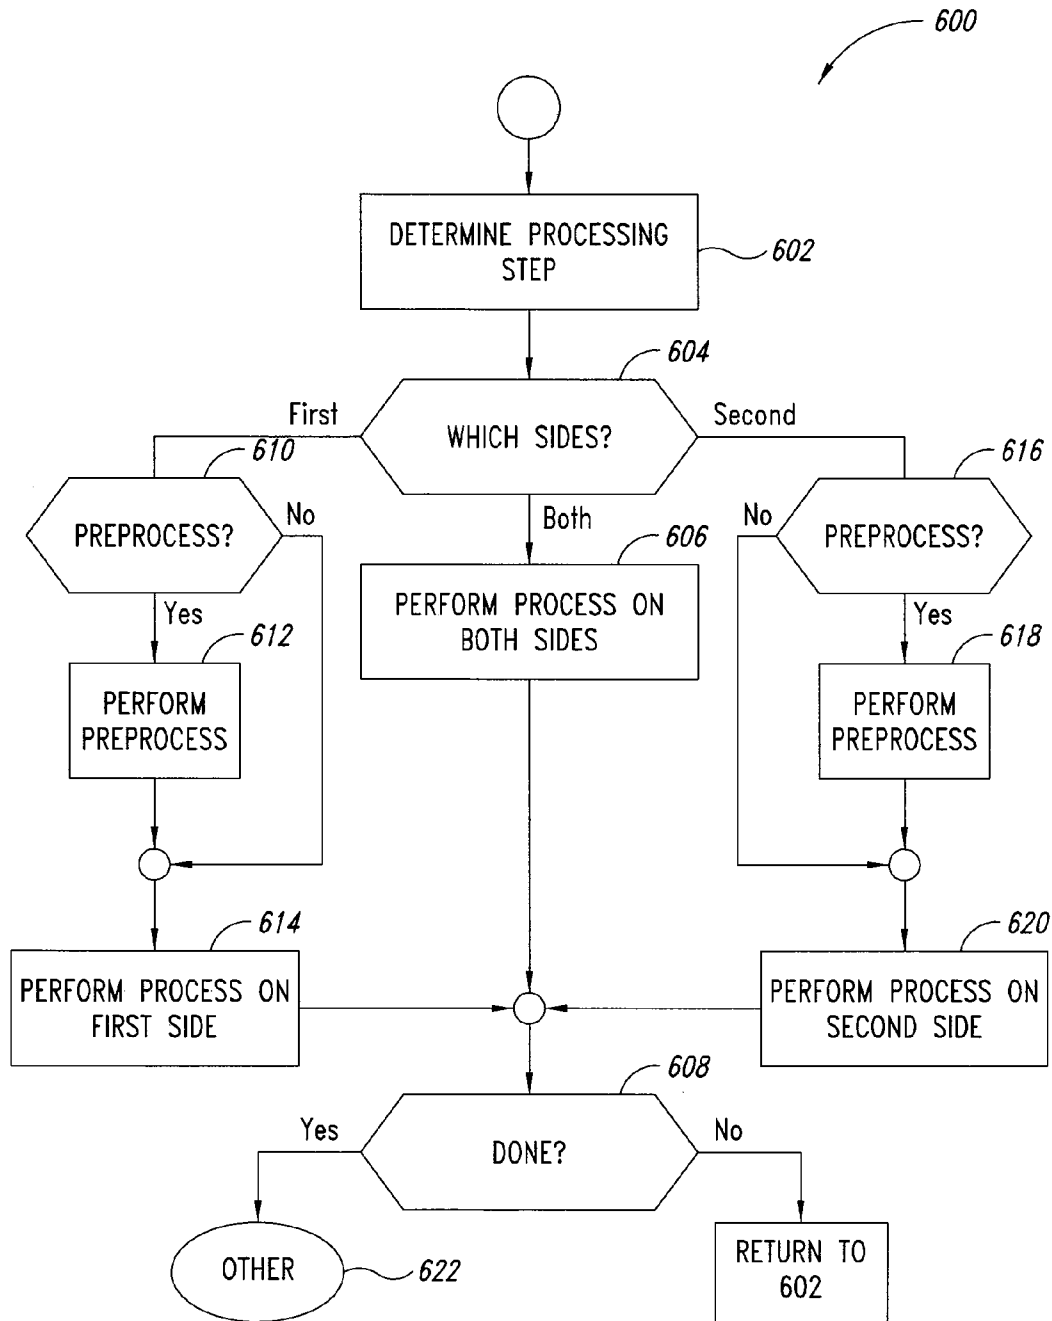 600
DETERMINE PROCESSING
STEP
602
604
First
WHICH SIDES?
Second
610
616
PREPROCESS?
No
Both
606
No
PREPROCESS?
Yes
612
PERFORM PROCESS ON
BOTH SIDES
Yes
618
PERFORM
PREPROCESS
PERFORM
PREPROCESS
614
620
PERFORM PROCESS ON
FIRST SIDE
PERFORM PROCESS ON
SECOND SIDE
608
Yes
DONE?
No
OTHER
622
RETURN TO
602